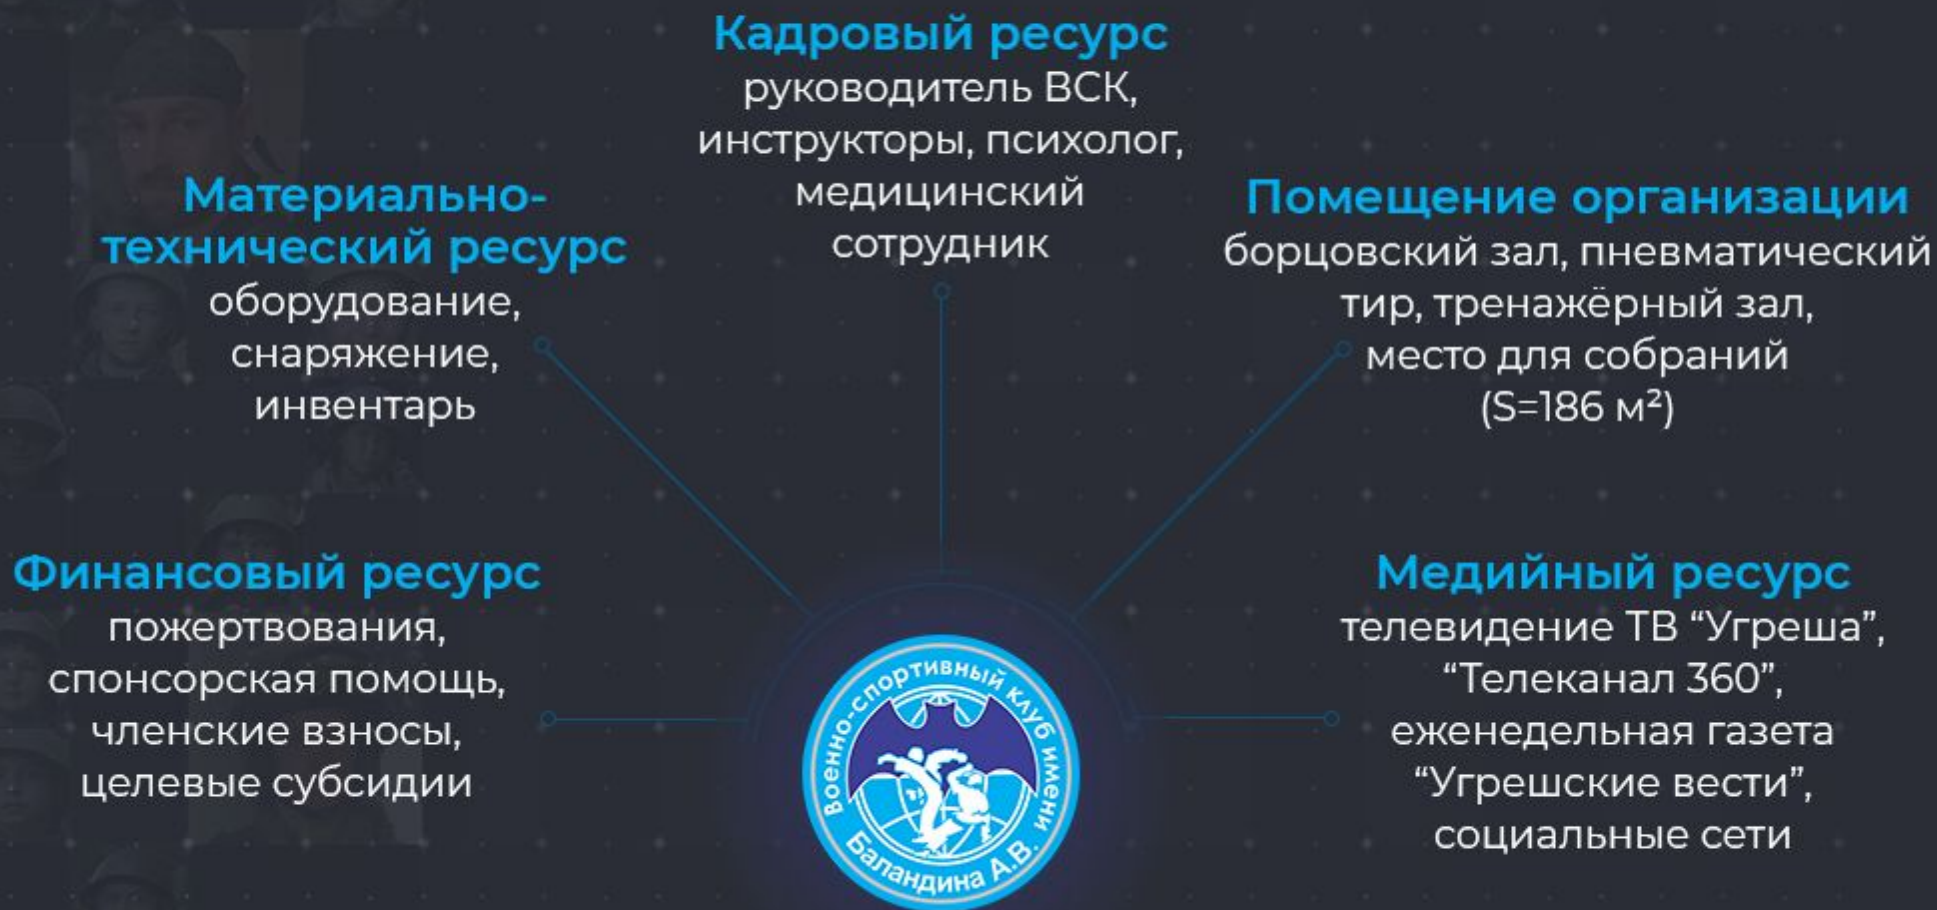 Кадровый ресурс
руководитель ВСК,
инструкторы, психолог,
медицинский
сотрудник
Материально-
технический ресурс
оборудование,
снаряжение,
инвентарь
Помещение организации
борцовский зал, пневматический
тир, тренажёрный зал,
место для собраний
(S=186 м²)
Финансовый ресурс
пожертвования,
спонсорская помощь,
членские взносы,
целевые субсидии
Медийный ресурс
телевидение ТВ “Угреша”,
“Телеканал 360”,
еженедельная газета
“Угрешские вести”,
социальные сети
Военно-спортивный клуб имени
Баландина А.В.